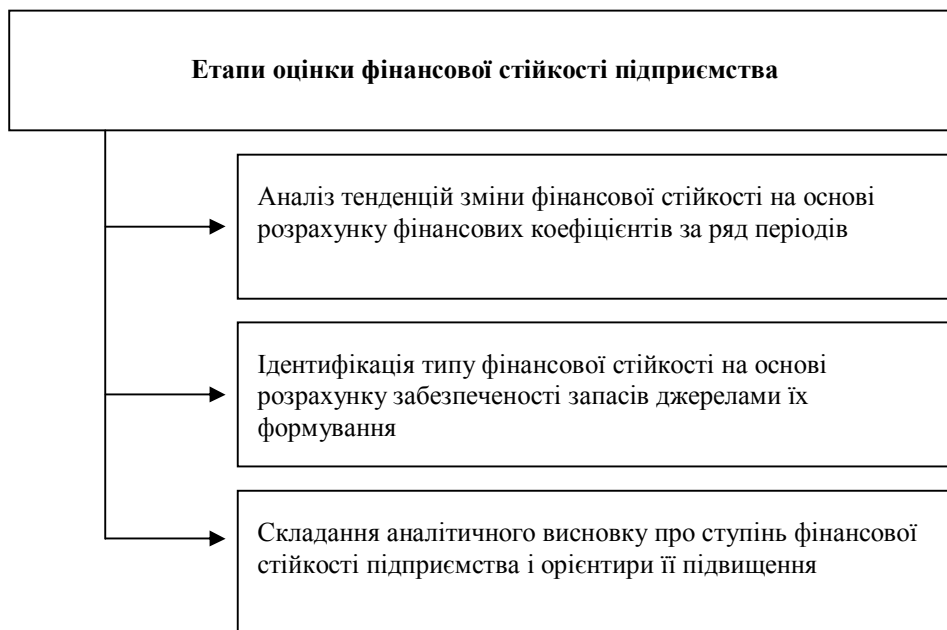 Етапи оцінки фінансової стійкості підприємства
Аналіз тенденцій зміни фінансової стійкості на основі
розрахунку фінансових коефіцієнтів за ряд періодів
Ідентифікація типу фінансової стійкості на основі
розрахунку забезпеченості запасів джерелами їх
формування
Складання аналітичного висновку про ступінь фінансової
стійкості підприємства і орієнтири її підвищення